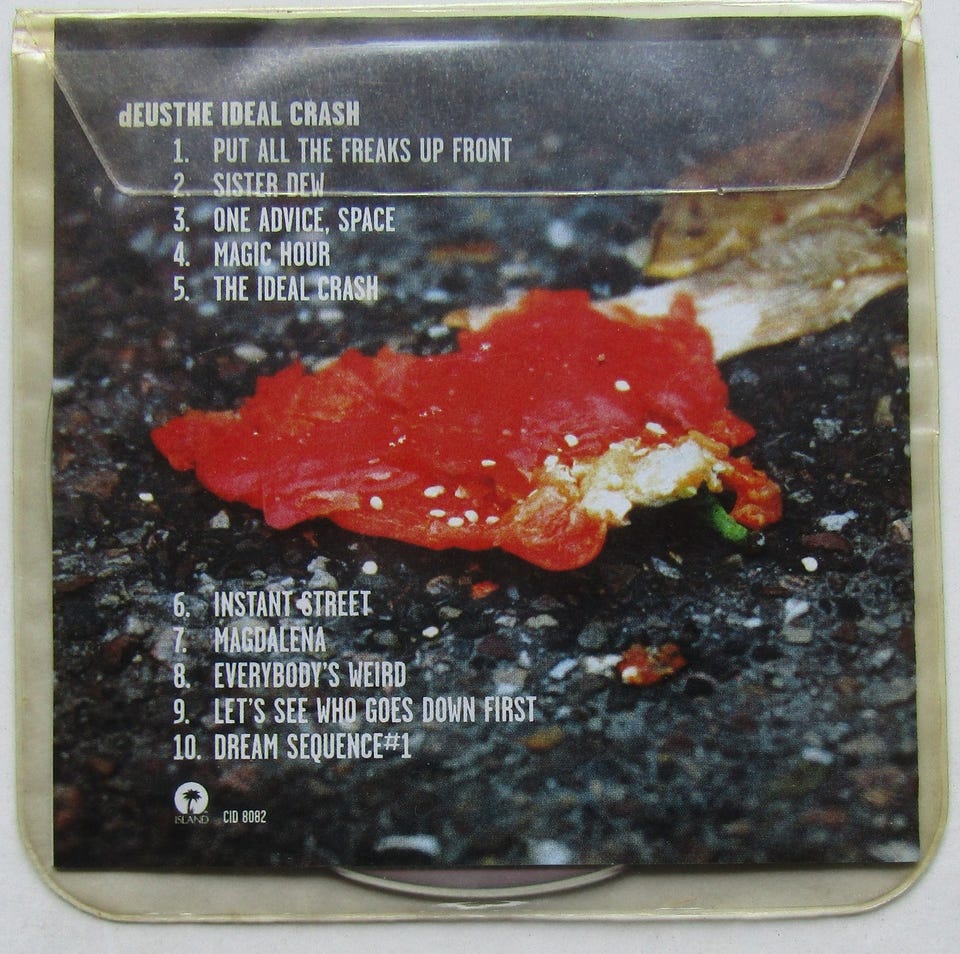 dEUSTHE IDEAL CRASH
1. PUT ALL THE FREAKS UP FRONT
2. SISTER DEW
3. ONE ADVICE, SPACE
4. MAGIC HOUR
5. THE IDEAL CRASH
6. INSTANT STREET
7. MAGDALENA
8. EVERYBODY'S WEIRD
9. LET'S SEE WHO GOES DOWN FIRST
10. DREAM SEQUENCE#1
ISLAND CID 8082